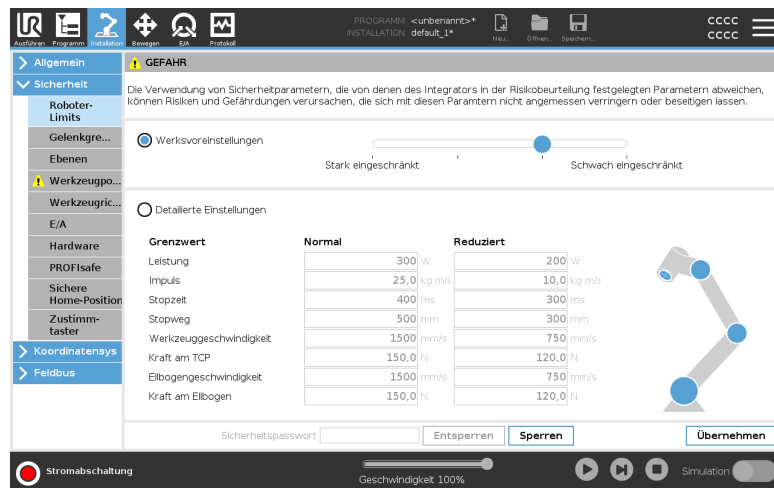 UR
PROGRAMM <unbenannt>*
INSTALLATION default_1*
cccc
cccc
Ausführen Programm Installation Bewegen E/A Protokoll Neu... Öffnen... Speichern...
Allgemein
Sicherheit
Roboter-
Limits
Gelenkgre...
Ebenen
Werkzeugpo...
Werkzeugric...
E/A
Hardware
PROFIsafe
Sichere
Home-Position
Zustimm-
taster
Koordinatensys
Feldbus
GEFAHR
Die Verwendung von Sicherheitparametern, die von denen des Integrators in der Risikobeurteilung festgelegten Parametern abweichen,
können Risiken und Gefährdungen verursachen, die sich mit diesen Paramtern nicht angemessen verringern oder beseitigen lassen.
Werksvoreinstellungen
Stark eingeschränkt Schwach eingeschränkt
Detailierte Einstellungen
Grenzwert Normal Reduziert
Leistung 300 W 200 W
Impuls 25,0 kg m/s 10,0 kg m/s
Stopzeit 400 ms 300 ms
Stopweg 500 mm 300 mm
Werkzeuggeschwindigkeit 1500 mm/s 750 mm/s
Kraft am TCP 150,0 N 120,0 N
Ellbogengeschwindigkeit 1500 mm/s 750 mm/s
Kraft am Ellbogen 150,0 N 120,0 N
Sicherheitspasswort Entsperren Sperren Übernehmen
Stromabschaltung
Geschwindigkeit 100%
Simulation